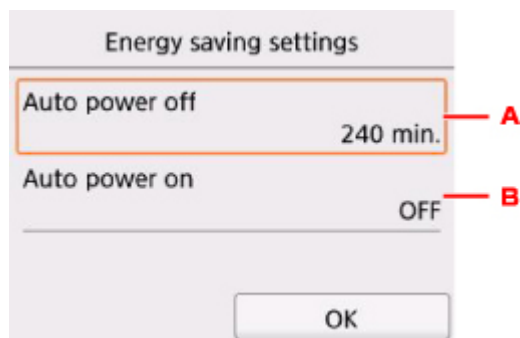 Energy saving settings
Auto power off
240 min.
A
Auto power on
OFF
B
OK